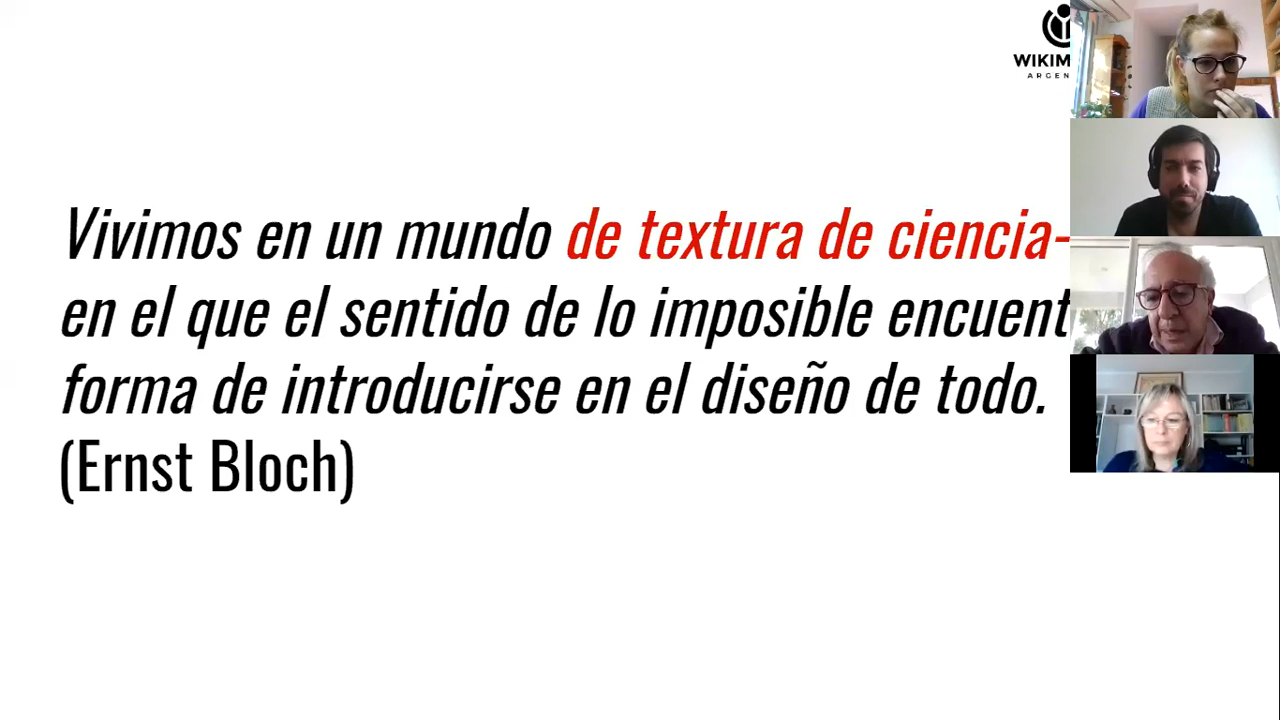 WIKIM
ARGEN
Vivimos en un mundo de textura de ciencia-
en el que el sentido de lo imposible encuent
forma de introducirse en el diseño de todo.
(Ernst Bloch)